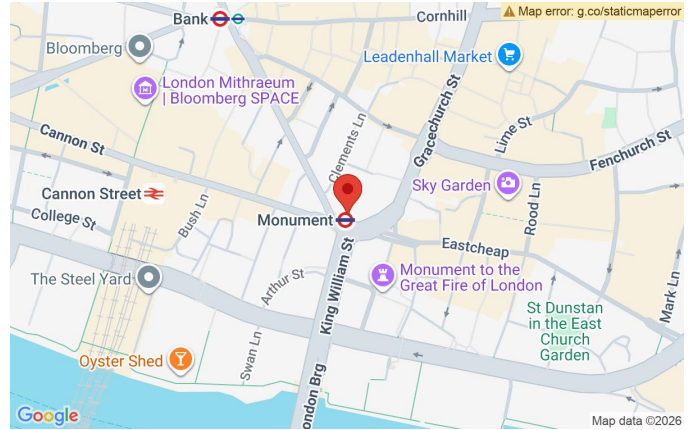 Bank
Cornhill
Map error: g.co/staticmaperror
Bloomberg
Leadenhall Market
London Mithraeum
| Bloomberg SPACE
Clements Ln
Gracechurch St
Lime St
Fenchurch St
Cannon St
Sky Garden
Rood Ln
Cannon Street
Bush Ln
College St
Monument
Eastcheap
King William St
Monument to the
Great Fire of London
The Steel Yard
Arthur St
Mark Ln
St Dunstan
in the East
Church
Garden
Swan Ln
Oyster Shed
ondon Brg
Google
Map data ©2026